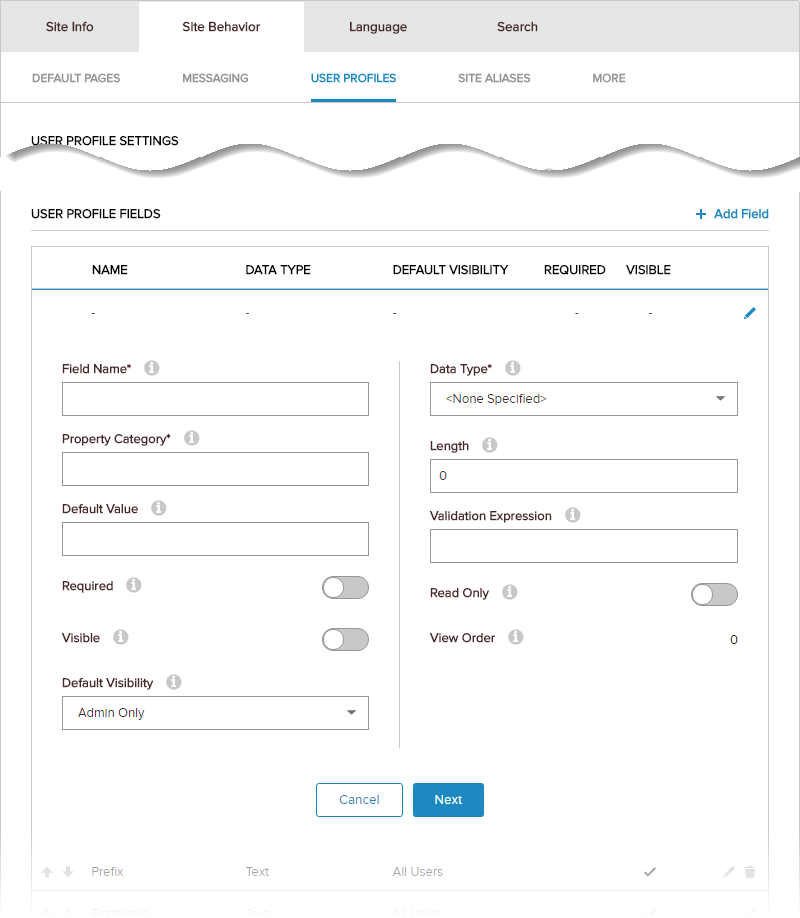 Site Info Site Behavior Language Search
DEFAULT PAGES MESSAGING USER PROFILES SITE ALIASES MORE
USER PROFILE SETTINGS
USER PROFILE FIELDS + Add Field
NAME DATA TYPE DEFAULT VISIBILITY REQUIRED VISIBLE
- - - - -
Field Name* Data Type*
<None Specified>
Property Category* Length
0
Default Value Validation Expression
Required Read Only
Visible View Order 0
Default Visibility
Admin Only
Cancel Next
Prefix Text All Users
FirstName Text All Users